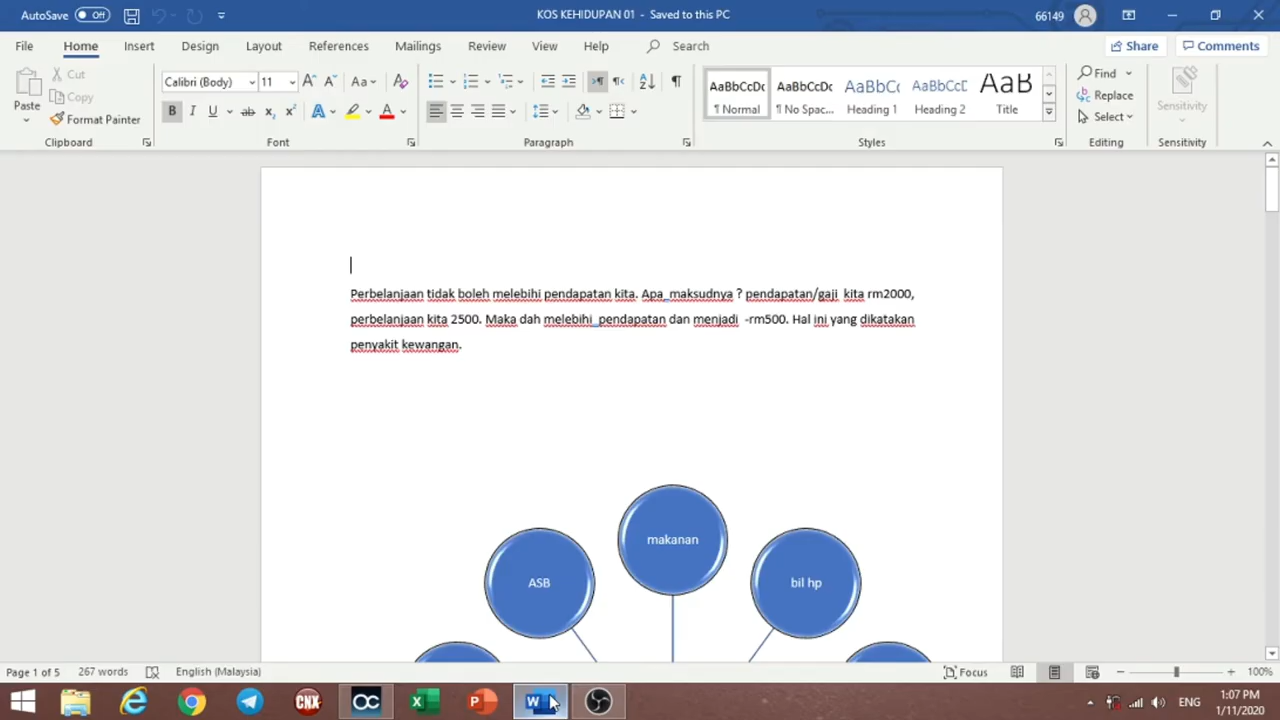 AutoSave Off KOS KEHIDUPAN 01 - Saved to this PC 66149
File Home Insert Design Layout References Mailings Review View Help Search Share Comments
Paste Cut Copy Format Painter
Calibri (Body) 11
B I U ab
AaBbCcDc AaBbCcDc AaBbCc AaBbCcD AaB
¶ Normal ¶ No Spac... Heading 1 Heading 2 Title
Find Replace Select
Sensitivity
Clipboard Font Paragraph Styles Editing Sensitivity
Perbelanjaan tidak boleh melebihi pendapatan kita. Apa maksudnya ? pendapatan/gaji kita rm2000,
perbelanjaan kita 2500. Maka dah melebihi pendapatan dan menjadi -rm500. Hal ini yang dikatakan
penyakit kewangan.
makanan
ASB
bil hp
Page 1 of 5 267 words English (Malaysia) Focus 100%
CNX OC X P W ENG 1:07 PM
1/11/2020